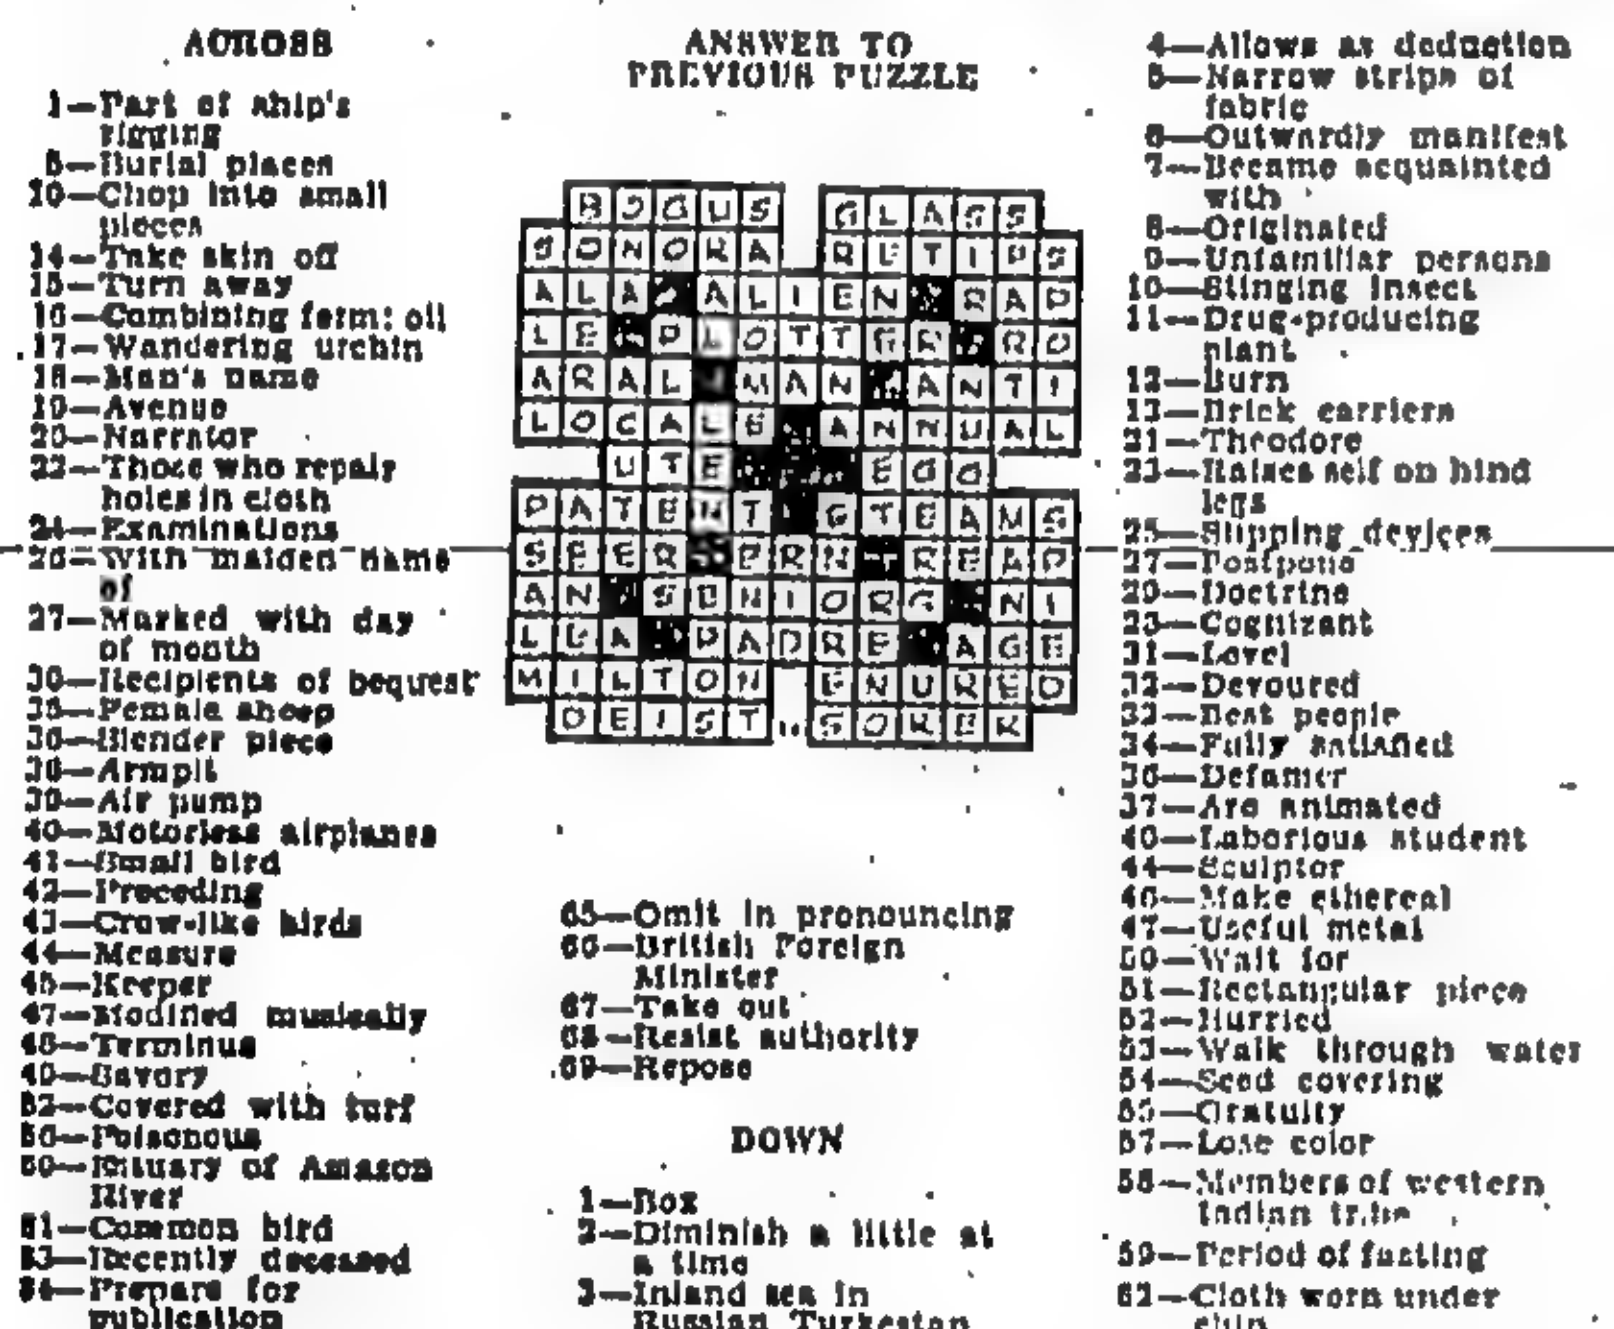 ACROSS
1—Part of ship's
rigging
5—Burial places
10—Chop into small
pieces
14—Take skin off
15—Turn away
16—Combining form: oil
17—Wandering urchin
18—Man's name
19—Avenue
20—Narrator
22—Those who repair
holes in cloth
24—Examinations
26—With maiden name
of
27—Marked with day
of month
30—Recipients of bequest
35—Female sheep
36—Slender piece
38—Armpit
39—Air pump
40—Motorless airplanes
41—Small bird
42—Preceding
43—Crow-like birds
44—Measure
45—Keeper
47—Modified musically
48—Terminus
49—Savory
52—Covered with turf
56—Poisonous
60—Estuary of Amazon
River
61—Common bird
63—Recently deceased
64—Prepare for
publication
ANSWER TO
PREVIOUS PUZZLE
BOGUS GLASS
SONORA RETIPS
ALA ALIEN RAP
LE PLOTTER RO
ARAL MAN ANTI
LOCALE ANNUAL
UTE EGG
PATENT STEAMS
SEER ERN REAP
AN SENIORS NI
LEA PADRE AGE
MILTON ENURED
DEIST SORER
65—Omit in pronouncing
66—British Foreign
Minister
67—Take out
68—Resist authority
69—Repose
DOWN
1—Box
2—Diminish a little at
a time
3—Inland sea in
Russian Turkestan
4—Allows as deduction
5—Narrow strips of
fabric
6—Outwardly manifest
7—Became acquainted
with
8—Originated
9—Unfamiliar persons
10—Stinging insect
11—Drug-producing
plant
12—Burn
13—Brick carriers
21—Theodore
23—Raises self on hind
legs
25—Slipping devices
27—Postpone
28—Doctrine
29—Cognizant
31—Level
32—Devoured
33—Best people
34—Fully satisfied
36—Defamer
37—Are animated
40—Laborious student
44—Sculptor
46—Make ethereal
47—Useful metal
50—Wait for
51—Rectangular piece
52—Hurried
53—Walk through water
54—Seed covering
55—Gratuity
57—Lose color
58—Members of western
Indian tribe
59—Period of fasting
62—Cloth worn under
chin